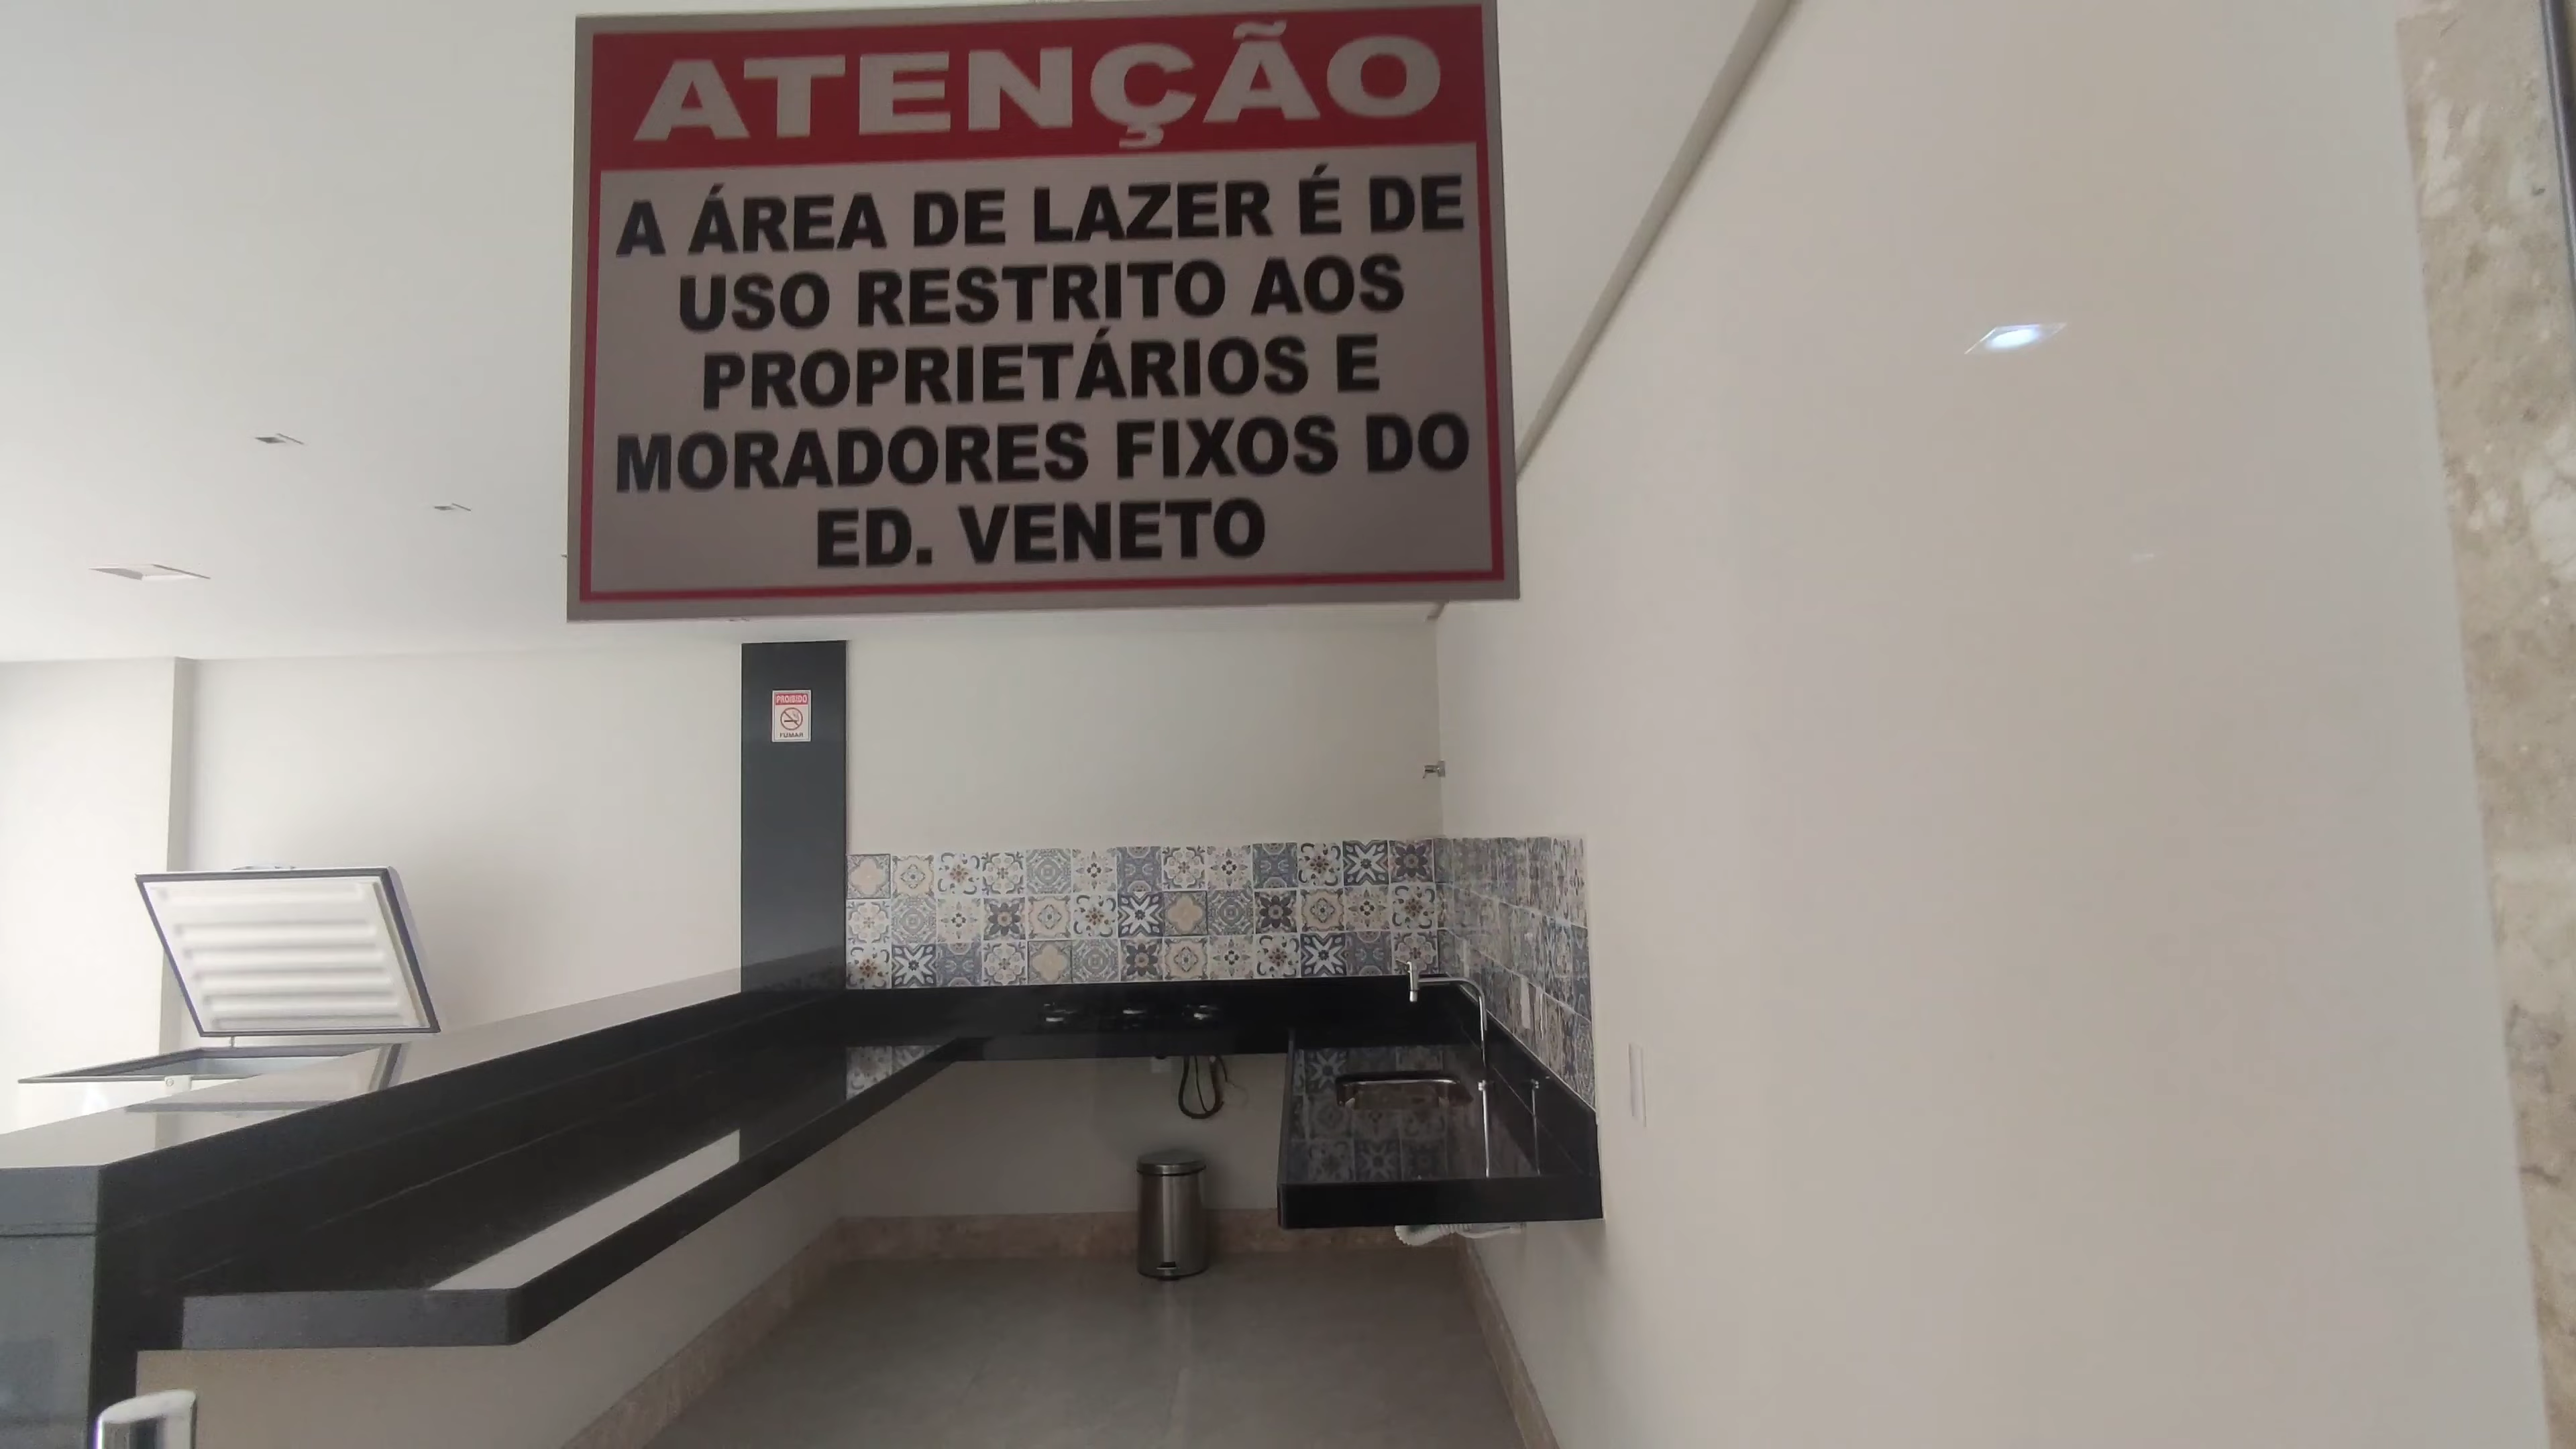 ATENÇÃO
A ÁREA DE LAZER É DE
USO RESTRITO AOS
PROPRIETÁRIOS E
MORADORES FIXOS DO
ED. VENETO
PROIBIDO
FUMAR